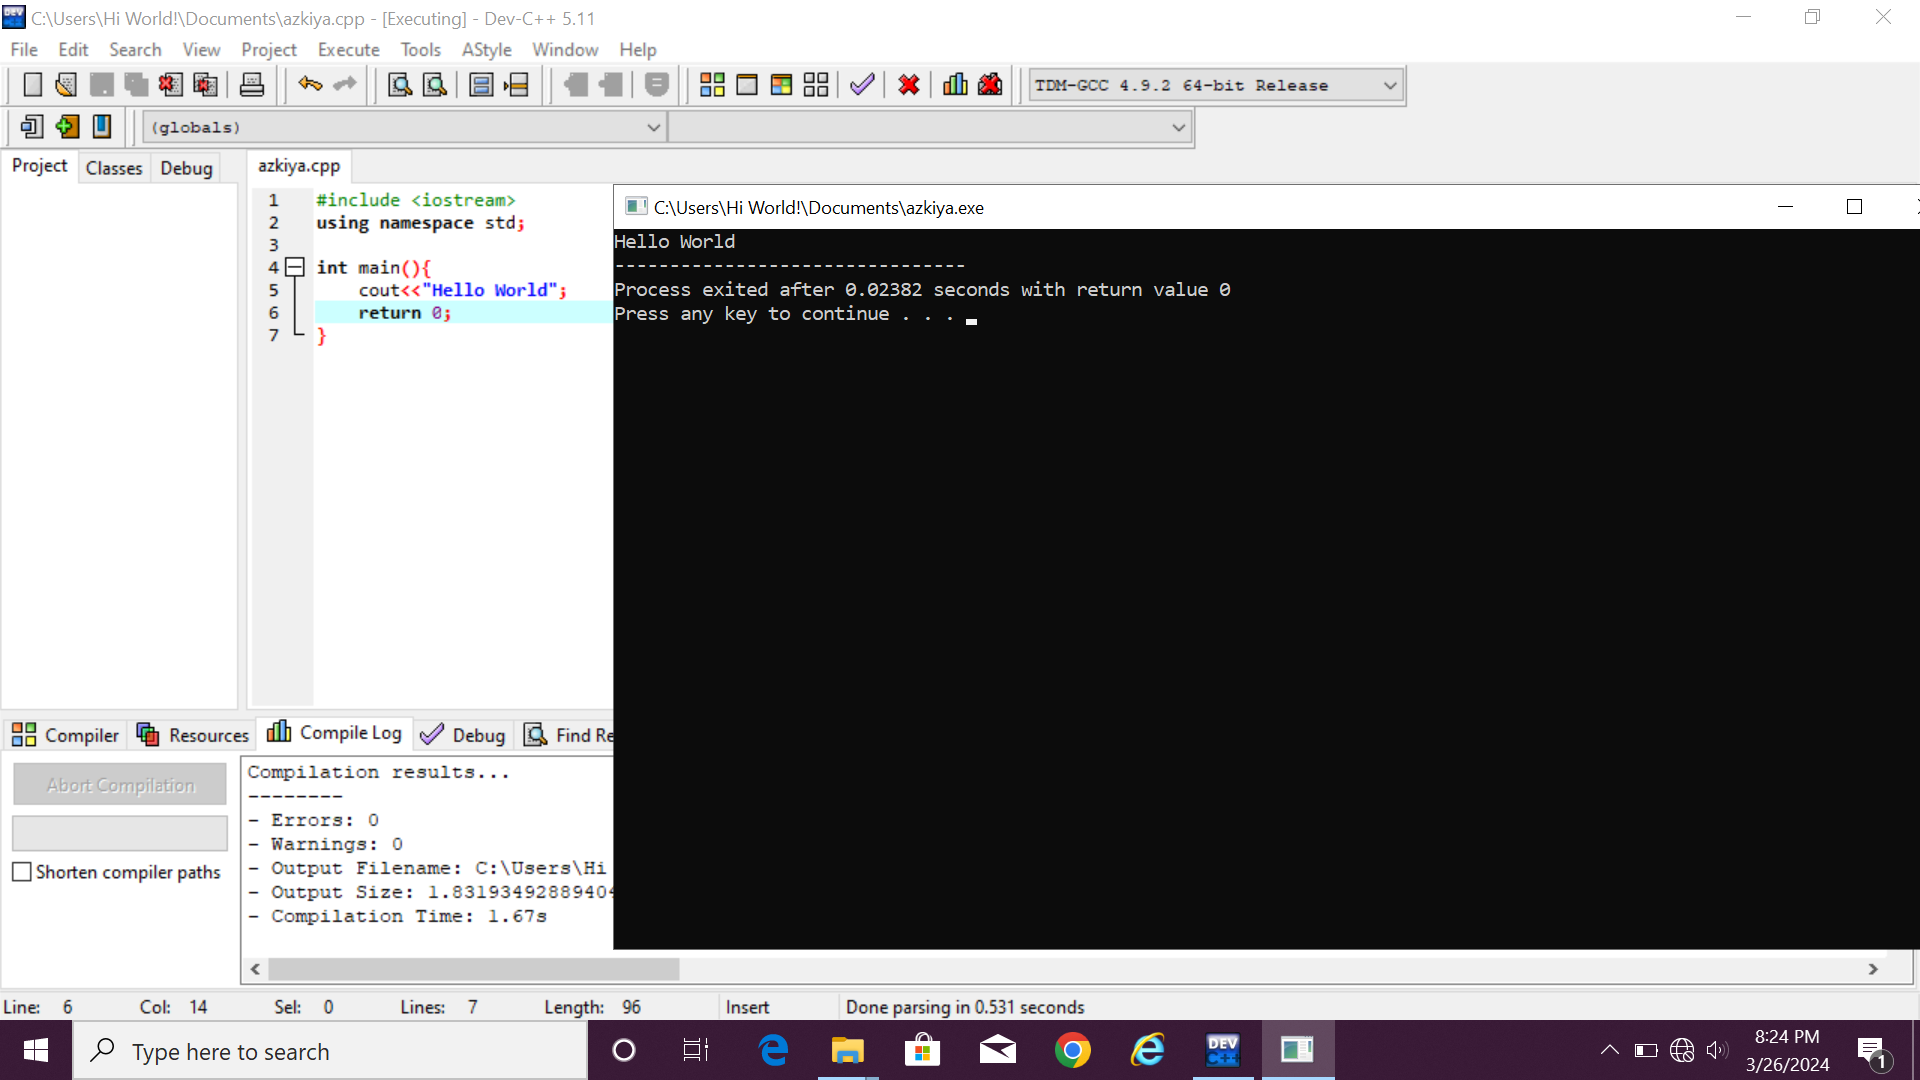 C:\Users\Hi World!\Documents\azkiya.cpp - [Executing] - Dev-C++ 5.11
File Edit Search View Project Execute Tools AStyle Window Help
TDM-GCC 4.9.2 64-bit Release
(globals)
Project Classes Debug
azkiya.cpp
1 #include <iostream>
2 using namespace std;
3
4 int main(){
5 cout<<"Hello World";
6 return 0;
7 }
C:\Users\Hi World!\Documents\azkiya.exe
Hello World
--------------------------------
Process exited after 0.02382 seconds with return value 0
Press any key to continue . . .
Compiler Resources Compile Log Debug Find Re
Abort Compilation
Shorten compiler paths
Compilation results...
--------
- Errors: 0
- Warnings: 0
- Output Filename: C:\Users\Hi
- Output Size: 1.83193492889404
- Compilation Time: 1.67s
Line: 6 Col: 14 Sel: 0 Lines: 7 Length: 96 Insert Done parsing in 0.531 seconds
Type here to search
DEV
C++
8:24 PM
3/26/2024
1